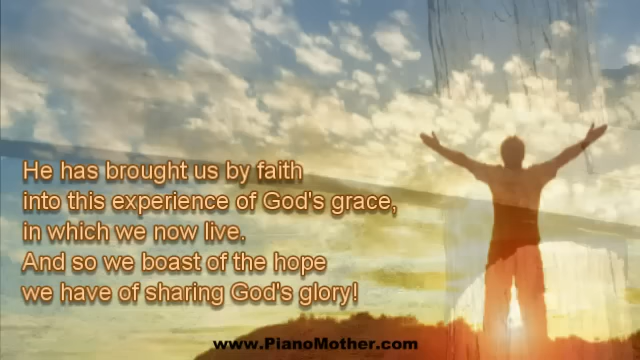 He has brought us by faith
into this experience of God's grace,
in which we now live.
And so we boast of the hope
we have of sharing God's glory!
www.PianoMother.com